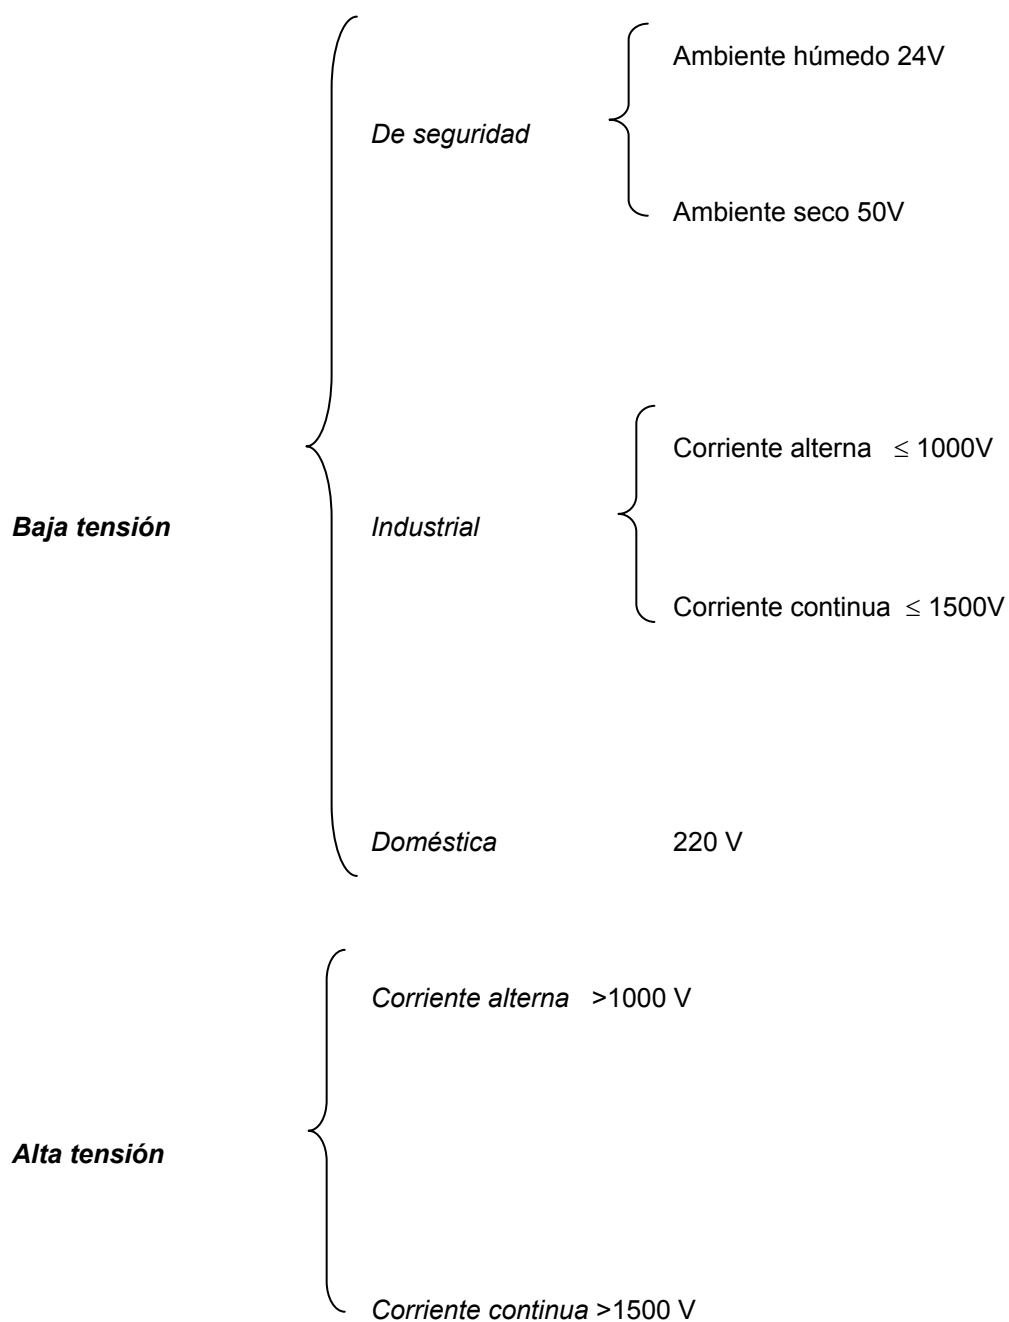 Ambiente húmedo 24V
De seguridad
Ambiente seco 50V
Corriente alterna ≤ 1000V
Baja tensión
Industrial
Corriente continua ≤ 1500V
Doméstica 220 V
Corriente alterna >1000 V
Alta tensión
Corriente continua >1500 V